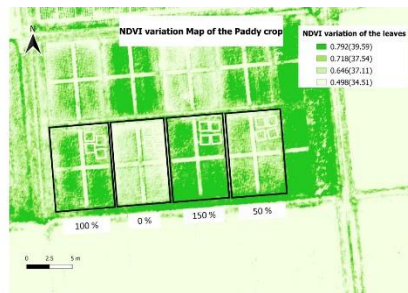 NDVI variation Map of the Paddy crop
N
NDVI variation of the leaves
0.792(39.59)
0.718(37.54)
0.646(37.11)
0.498(34.51)
100 %
0 %
150 %
50 %
0 2.5 5 m